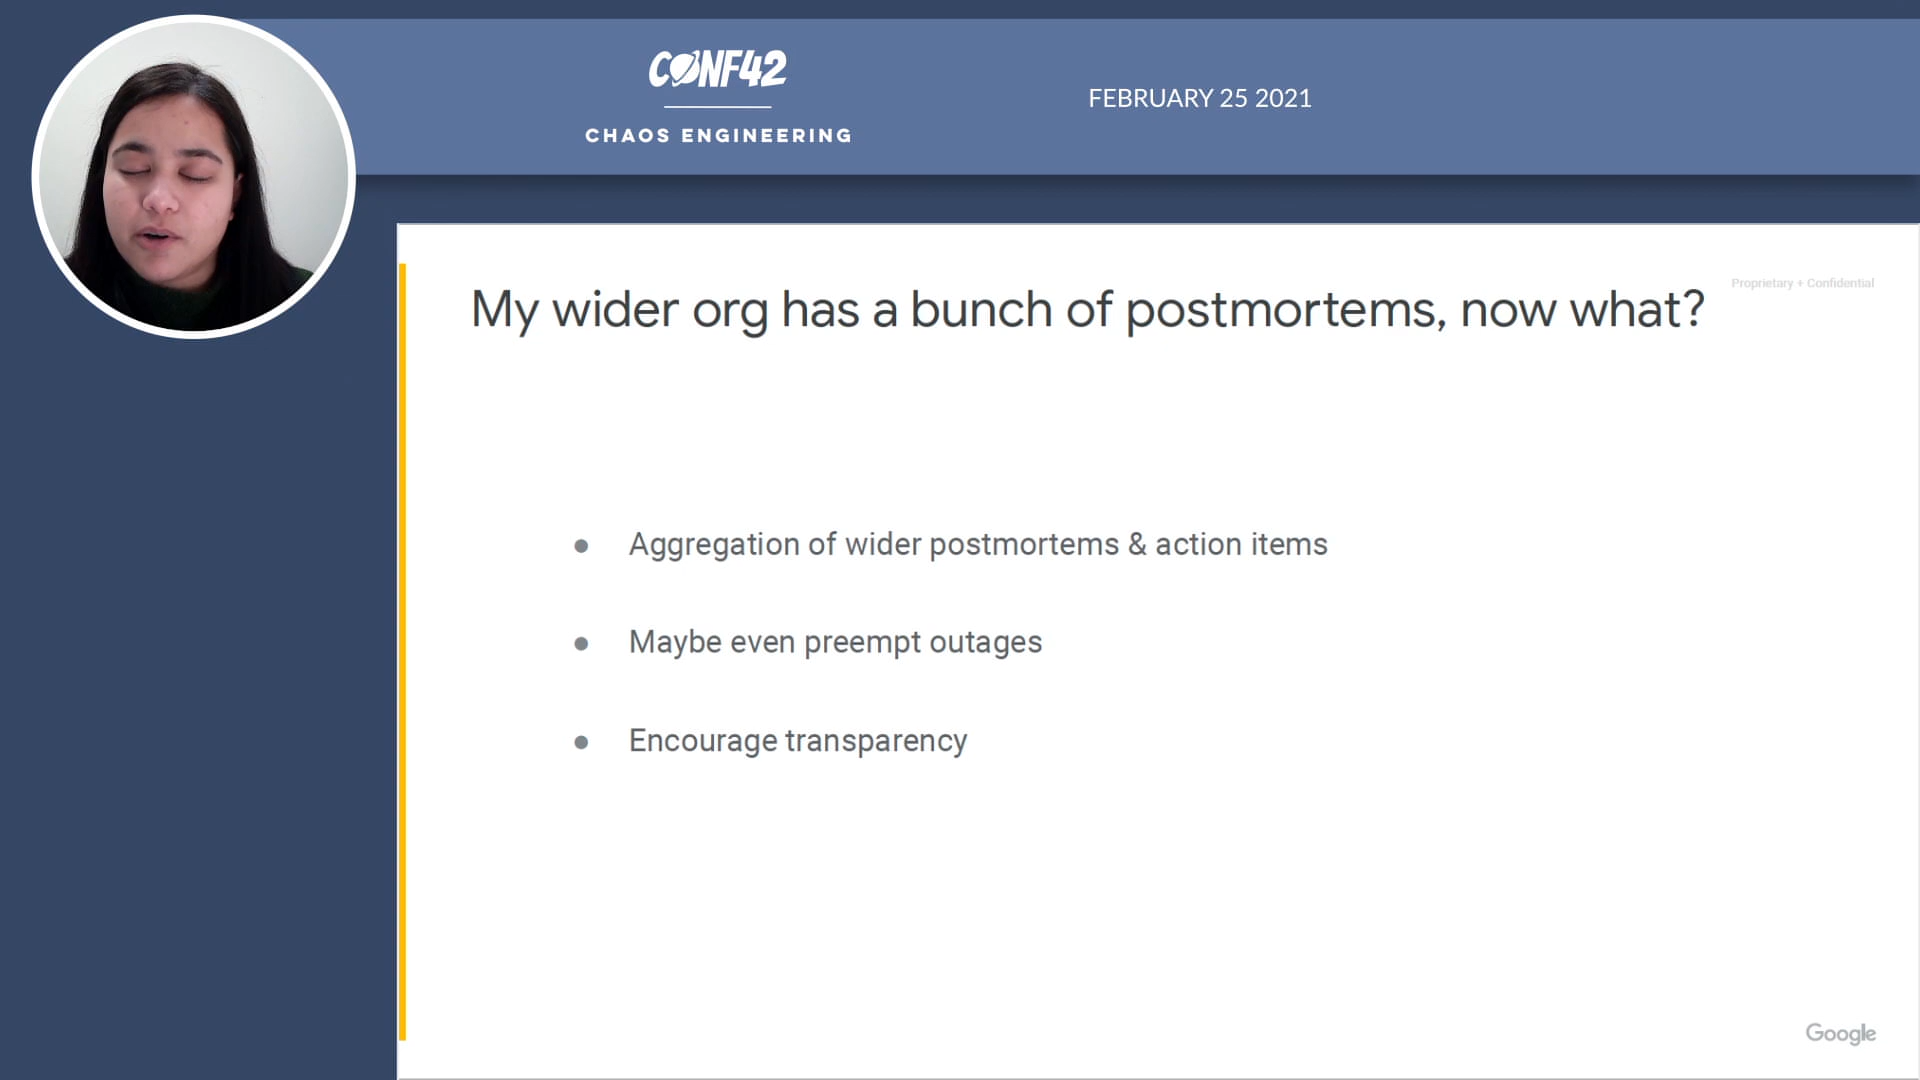 CONF42
CHAOS ENGINEERING
FEBRUARY 25 2021
Proprietary + Confidential
My wider org has a bunch of postmortems, now what?
● Aggregation of wider postmortems & action items
● Maybe even preempt outages
● Encourage transparency
Google